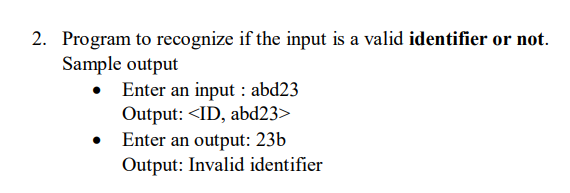 2. Program to recognize if the input is a valid identifier or not.
Sample output
• Enter an input : abd23
Output: <ID, abd23>
• Enter an output: 23b
Output: Invalid identifier